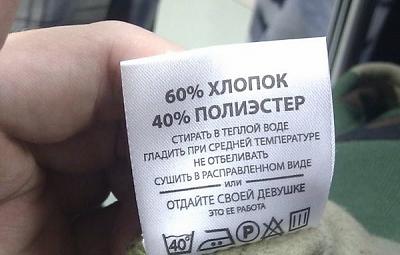 60% ХЛОПОК
40% ПОЛИЭСТЕР
СТИРАТЬ В ТЕПЛОЙ ВОДЕ
ГЛАДИТЬ ПРИ СРЕДНЕЙ ТЕМПЕРАТУРЕ
НЕ ОТБЕЛИВАТЬ
СУШИТЬ В РАСПРАВЛЕННОМ ВИДЕ
ИЛИ
ОТДАЙТЕ СВОЕЙ ДЕВУШКЕ
ЭТО ЕЕ РАБОТА
40° P